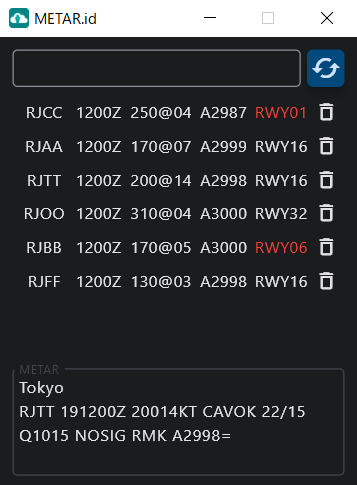 METAR.id
RJCC 1200Z 250@04 A2987 RWY01
RJAA 1200Z 170@07 A2999 RWY16
RJTT 1200Z 200@14 A2998 RWY16
RJOO 1200Z 310@04 A3000 RWY32
RJBB 1200Z 170@05 A3000 RWY06
RJFF 1200Z 130@03 A2998 RWY16
METAR
Tokyo
RJTT 191200Z 20014KT CAVOK 22/15
Q1015 NOSIG RMK A2998=